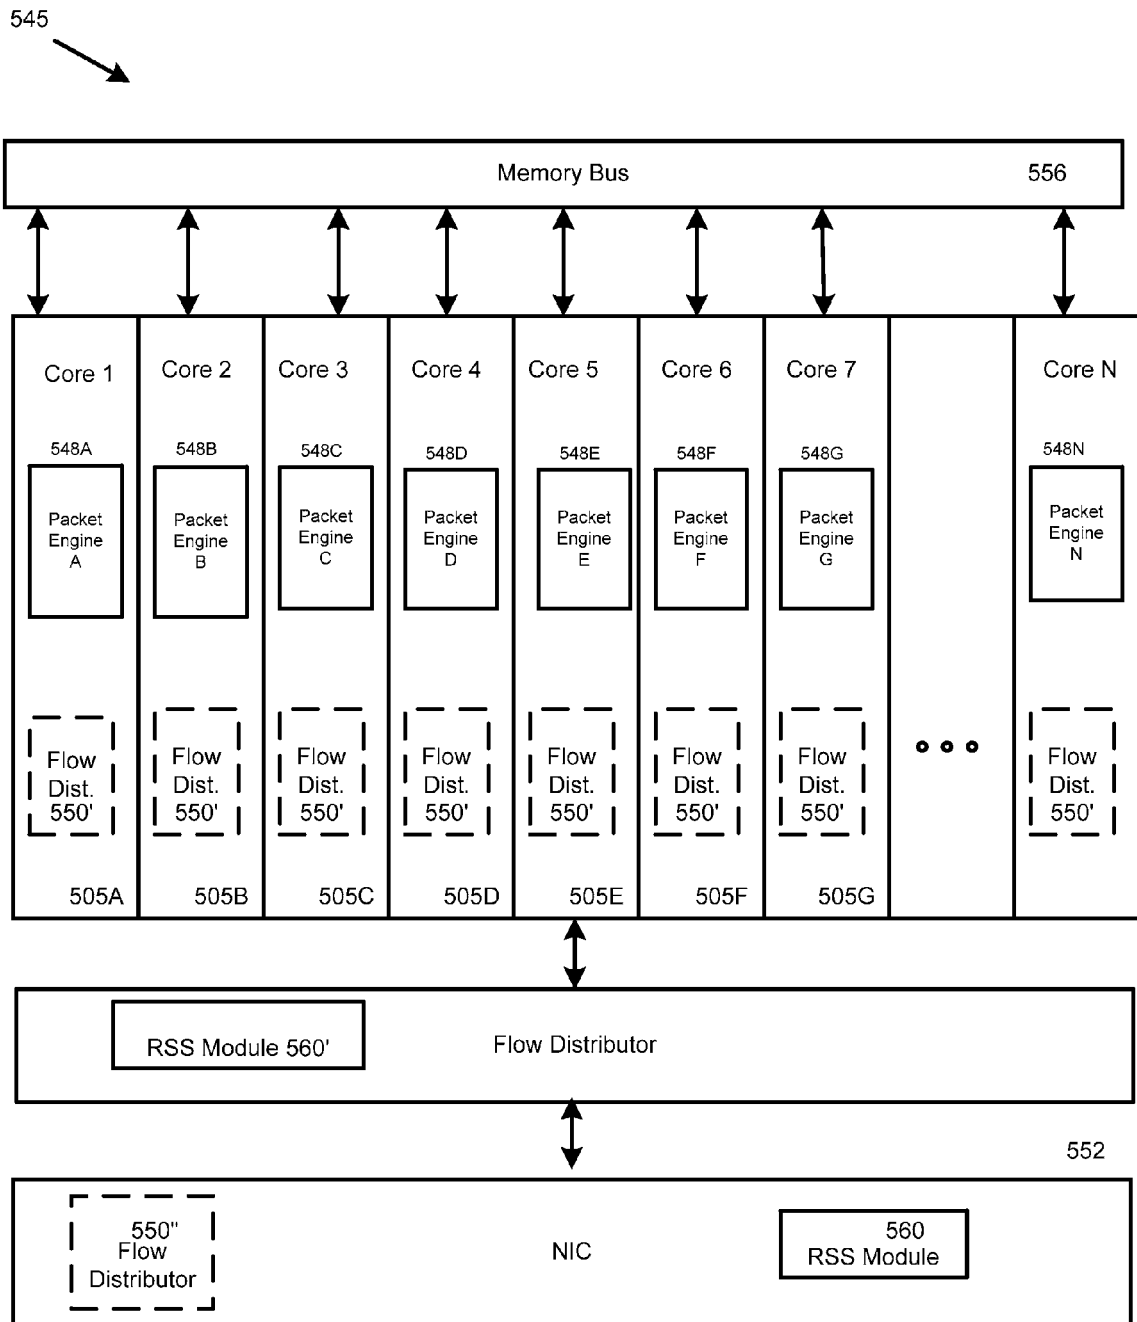 545
Memory Bus 556
Core 1 Core 2 Core 3 Core 4 Core 5 Core 6 Core 7 Core N
548A 548B 548C 548D 548E 548F 548G 548N
Packet Engine A
Packet Engine B
Packet Engine C
Packet Engine D
Packet Engine E
Packet Engine F
Packet Engine G
Packet Engine N
Flow Dist. 550'
Flow Dist. 550'
Flow Dist. 550'
Flow Dist. 550'
Flow Dist. 550'
Flow Dist. 550'
Flow Dist. 550'
Flow Dist. 550'
505A 505B 505C 505D 505E 505F 505G
RSS Module 560' Flow Distributor
552
550"
Flow
Distributor
NIC
560
RSS Module